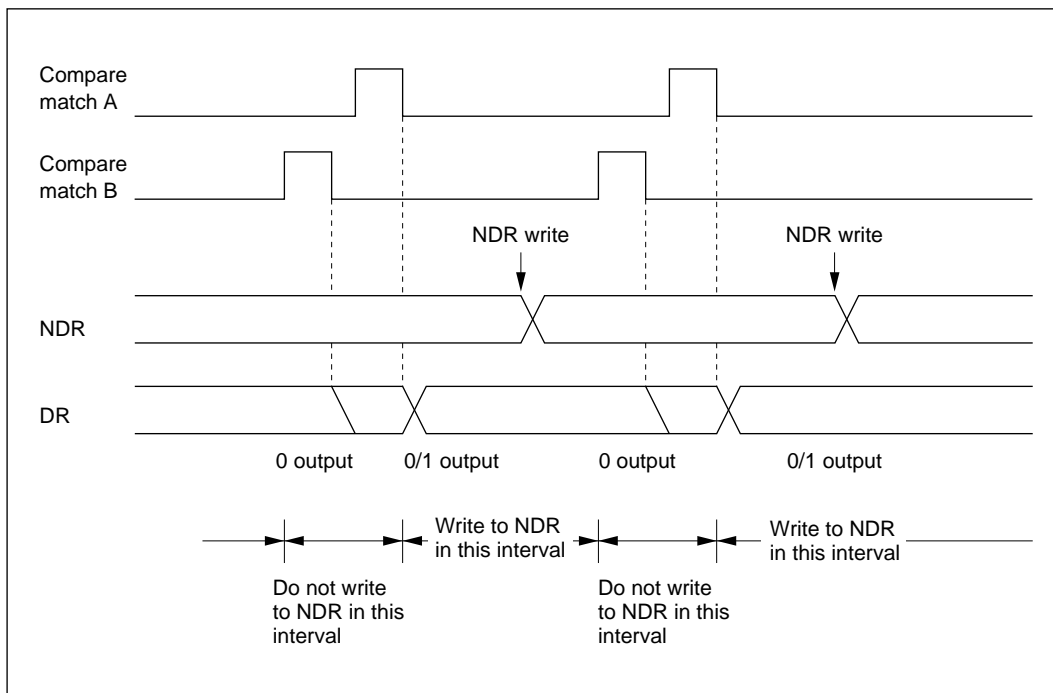 Compare
match A
Compare
match B
NDR write
NDR write
NDR
DR
0 output
0/1 output
0 output
0/1 output
Write to NDR
in this interval
Write to NDR
in this interval
Do not write
to NDR in this
interval
Do not write
to NDR in this
interval